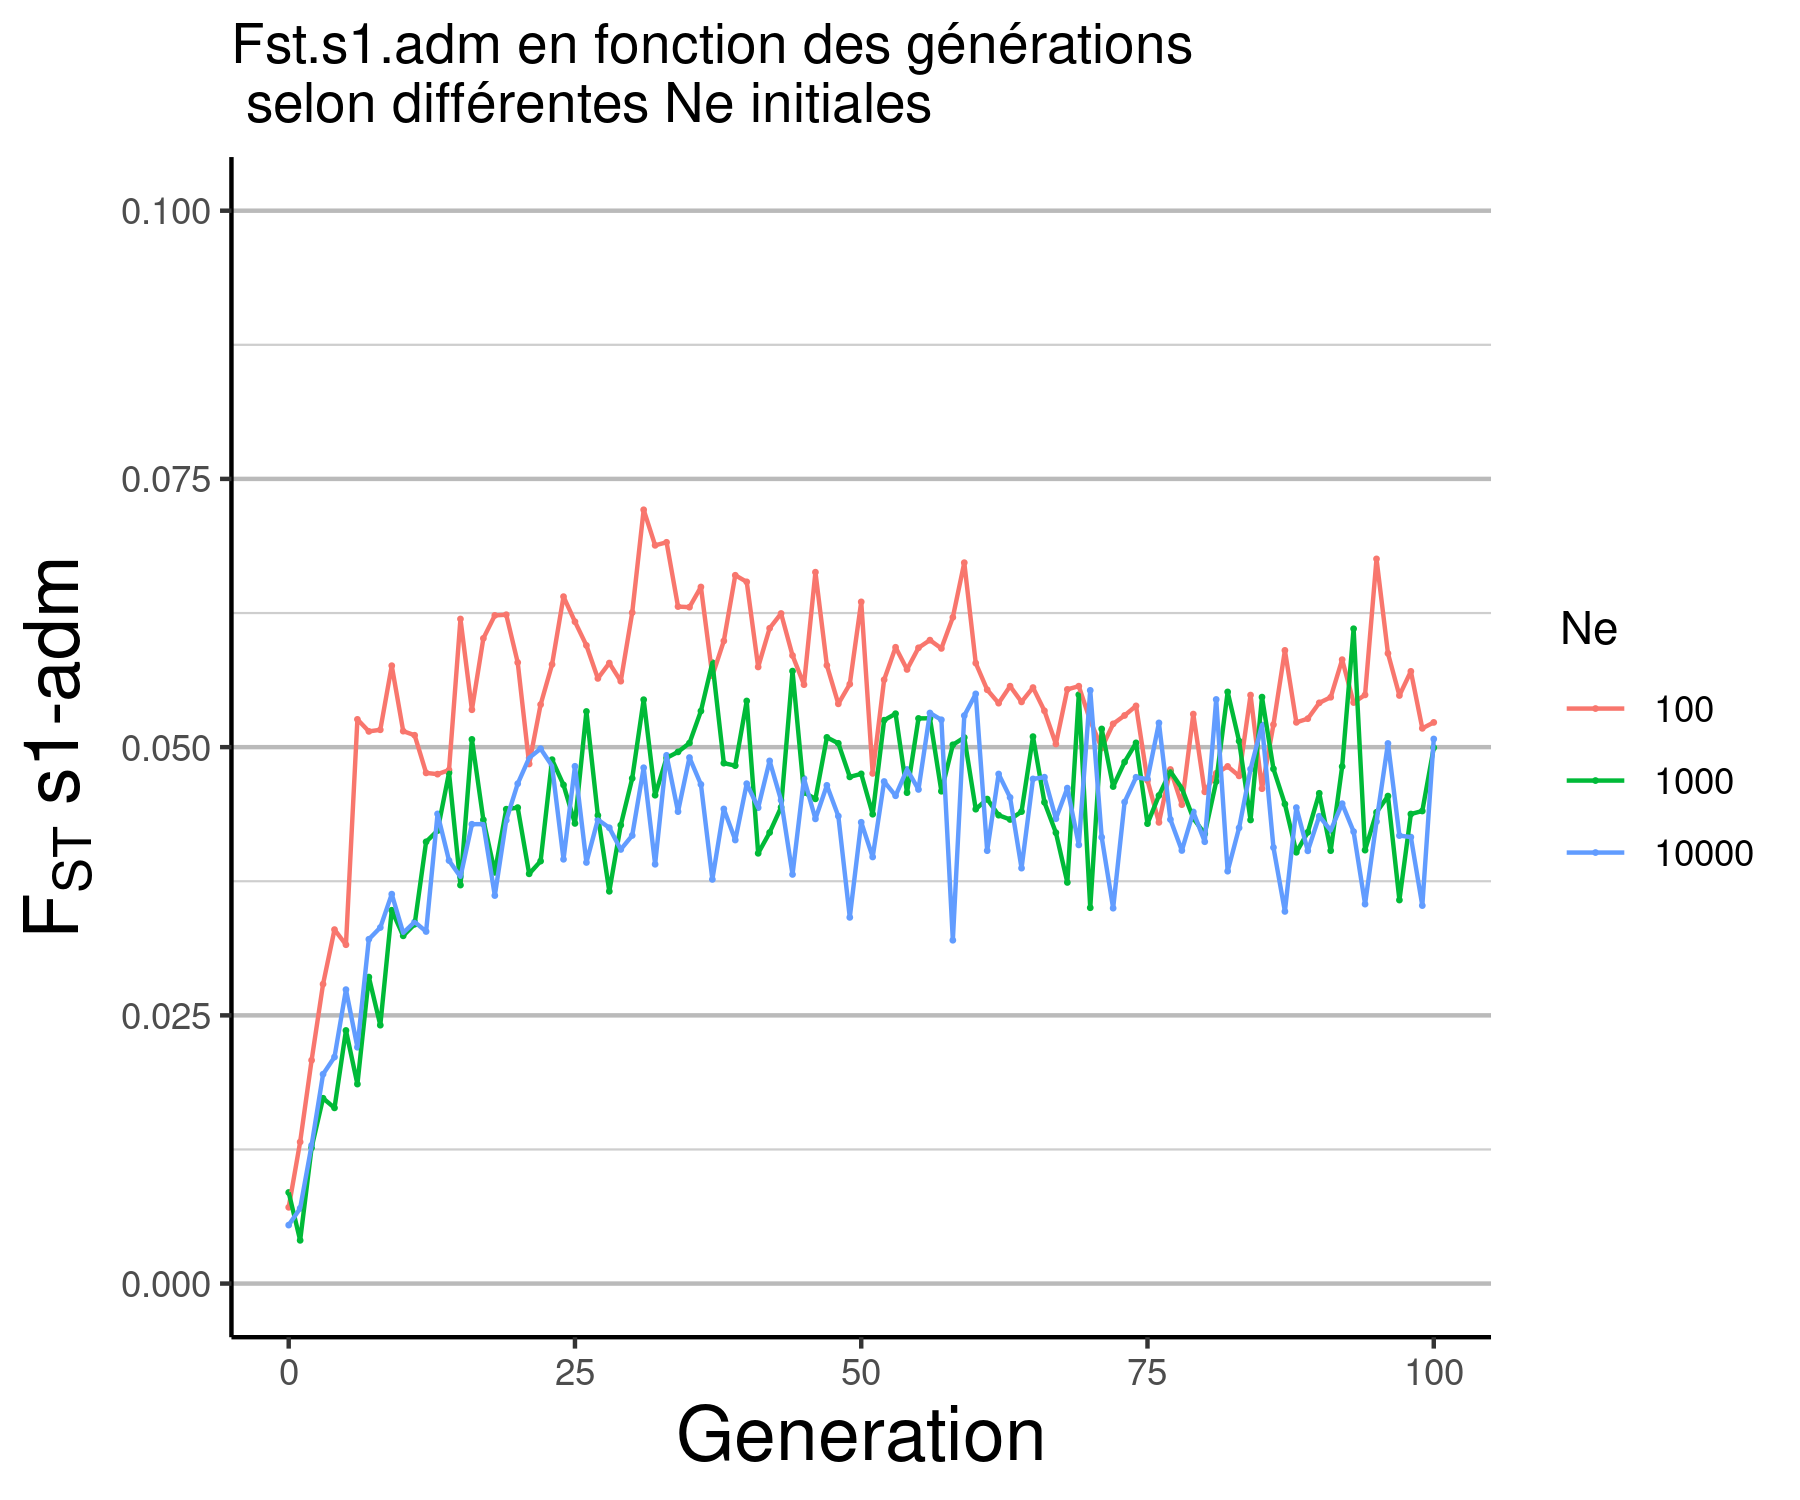 Fst.s1.adm en fonction des générations
selon différentes Ne initiales
0.100
0.075
0.050
0.025
0.000
FST s1-adm
0 25 50 75 100
Generation
Ne
100
1000
10000